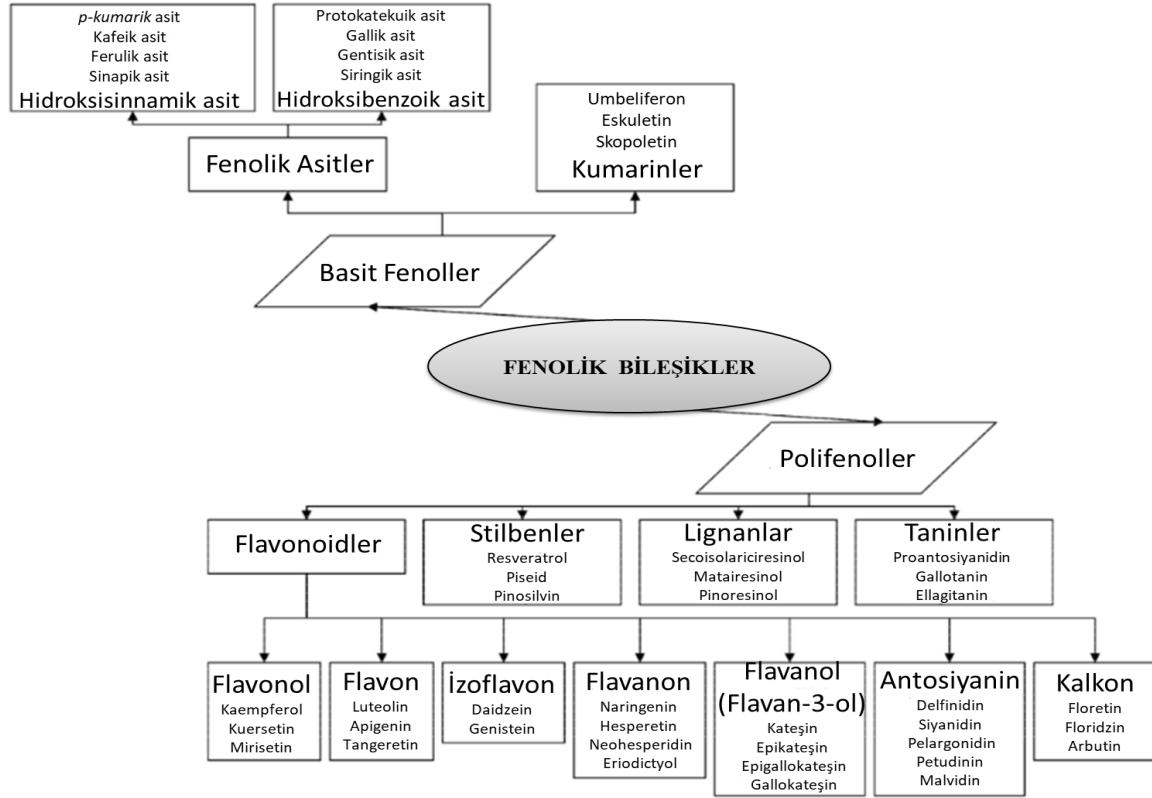 p-kumarik asit
Kafeik asit
Ferulik asit
Sinapik asit
Hidroksisinnamik asit
Protokatekuik asit
Gallik asit
Gentisik asit
Siringik asit
Hidroksibenzoik asit
Umbeliferon
Eskuletin
Skopoletin
Kumarinler
Fenolik Asitler
Basit Fenoller
FENOLİK BİLEŞİKLER
Polifenoller
Flavonoidler
Stilbenler
Resveratrol
Piseid
Pinosilvin
Lignanlar
Secoisolariciresinol
Matairesinol
Pinoresinol
Taninler
Proantosiyanidin
Gallotanin
Ellagitanin
Flavonol
Kaempferol
Kuersetin
Mirisetin
Flavon
Luteolin
Apigenin
Tangeretin
İzoflavon
Daidzein
Genistein
Flavanon
Naringenin
Hesperetin
Neohesperidin
Eriodictyol
Flavanol
(Flavan-3-ol)
Kateşin
Epikateşin
Epigallokateşin
Gallokateşin
Antosiyanin
Delfinidin
Siyanidin
Pelargonidin
Petudinin
Malvidin
Kalkon
Floretin
Floridzin
Arbutin